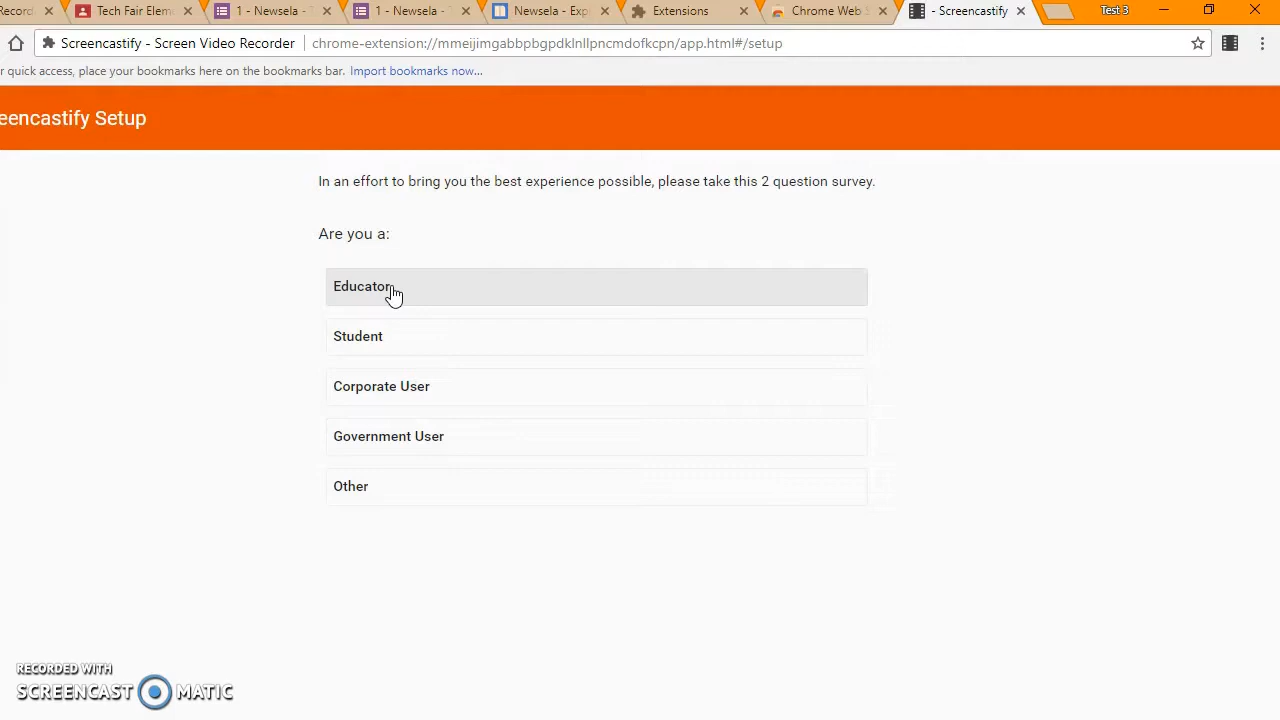 Recor
Tech Fair Elem
1 - Newsela -
1 - Newsela -
Newsela - Exp
Extensions
Chrome Web S
- Screencastify
Test 3
Screencastify - Screen Video Recorder
chrome-extension://mmeijimgabbpbgpdklnllpncmdofkcpn/app.html#/setup
r quick access, place your bookmarks here on the bookmarks bar. Import bookmarks now...
eencastify Setup
In an effort to bring you the best experience possible, please take this 2 question survey.
Are you a:
Educator
Student
Corporate User
Government User
Other
RECORDED WITH
SCREENCAST MATIC